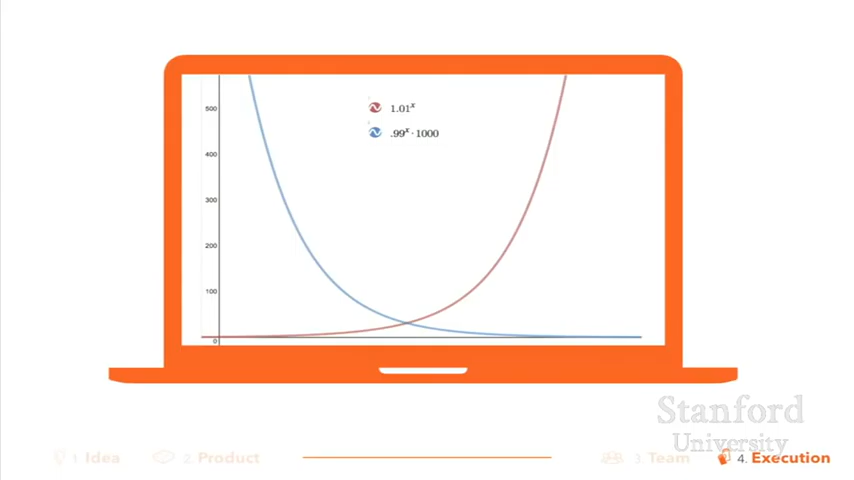 500
400
300
200
100
0
1.01ˣ
.99ˣ · 1000
Stanford
University
1. Idea
2. Product
3. Team
4. Execution